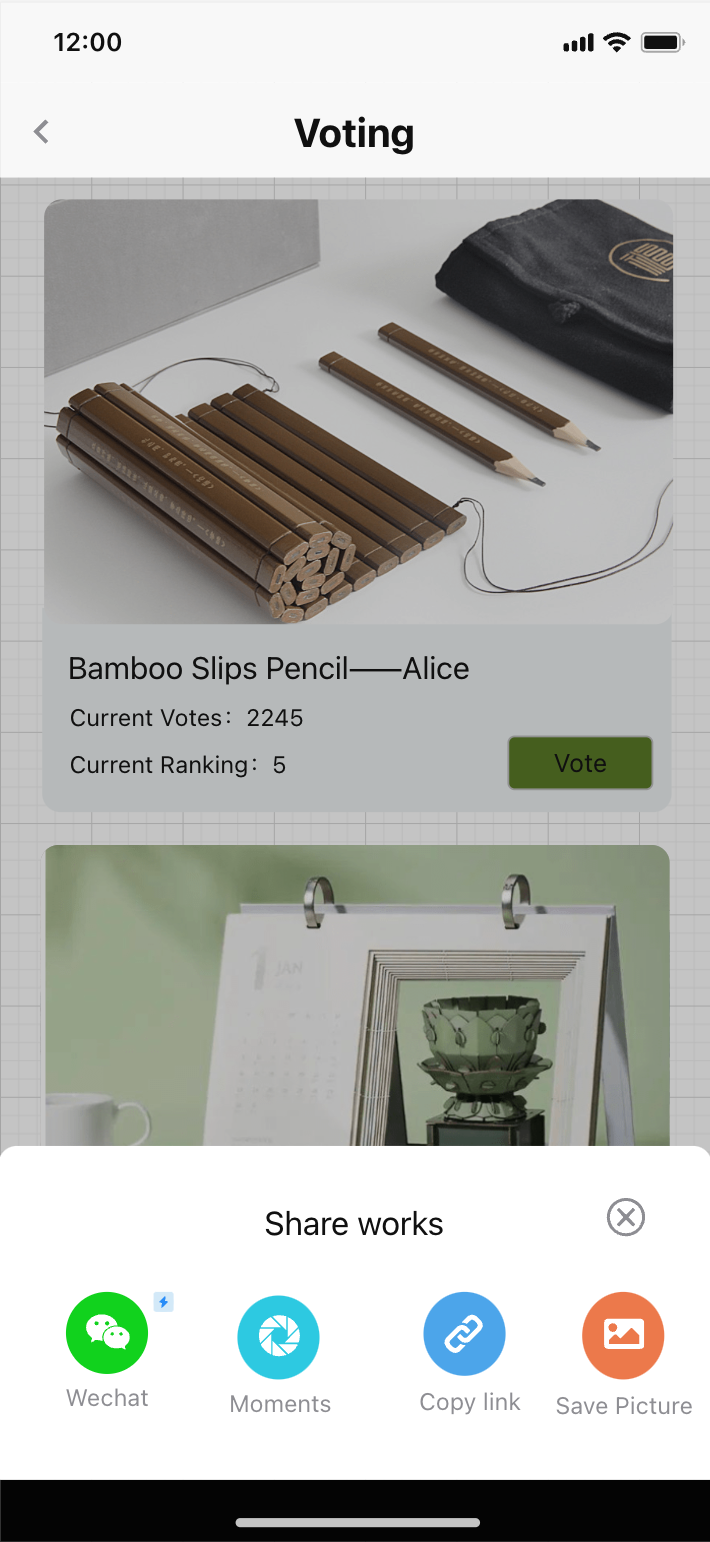 12:00
Voting
Bamboo Slips Pencil——Alice
Current Votes：2245
Current Ranking：5
Vote
1 JAN
Share works
Wechat
Moments
Copy link
Save Picture